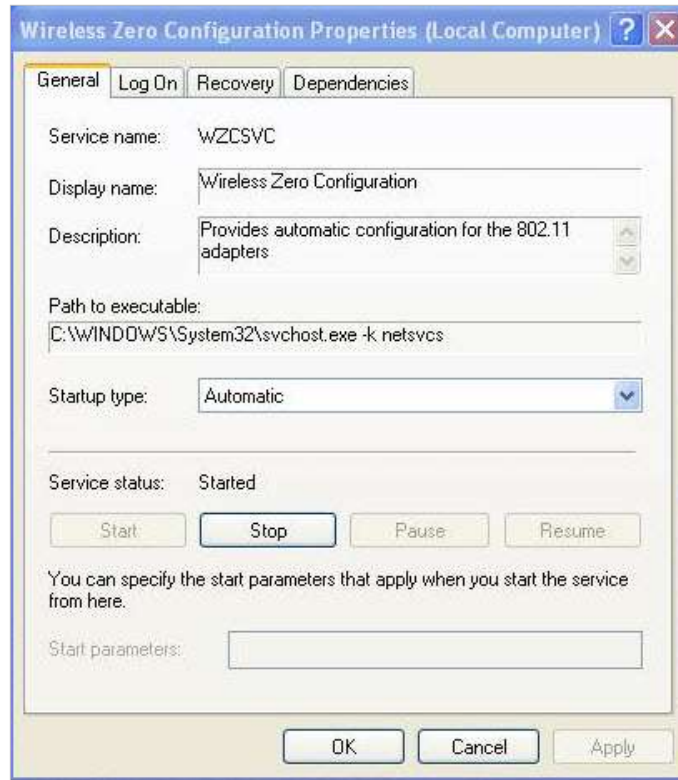 Wireless Zero Configuration Properties (Local Computer)
General Log On Recovery Dependencies
Service name: WZCSVC
Display name: Wireless Zero Configuration
Description: Provides automatic configuration for the 802.11
adapters
Path to executable:
C:\WINDOWS\System32\svchost.exe -k netsvcs
Startup type: Automatic
Service status: Started
Start Stop Pause Resume
You can specify the start parameters that apply when you start the service
from here.
Start parameters:
OK Cancel Apply